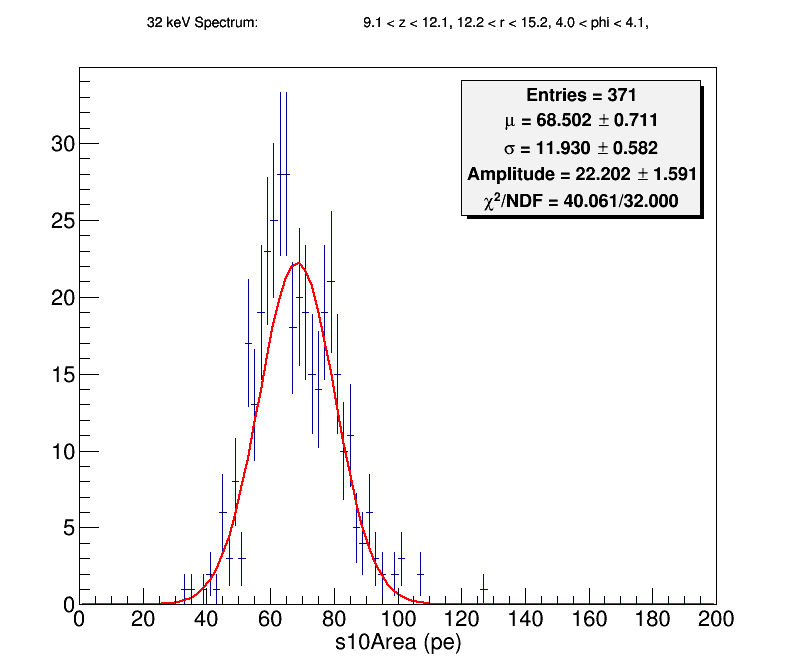 32 keV Spectrum: 9.1 < z < 12.1, 12.2 < r < 15.2, 4.0 < phi < 4.1,
Entries = 371
μ = 68.502 ± 0.711
σ = 11.930 ± 0.582
Amplitude = 22.202 ± 1.591
χ²/NDF = 40.061/32.000
30
25
20
15
10
5
0
0 20 40 60 80 100 120 140 160 180 200
s10Area (pe)